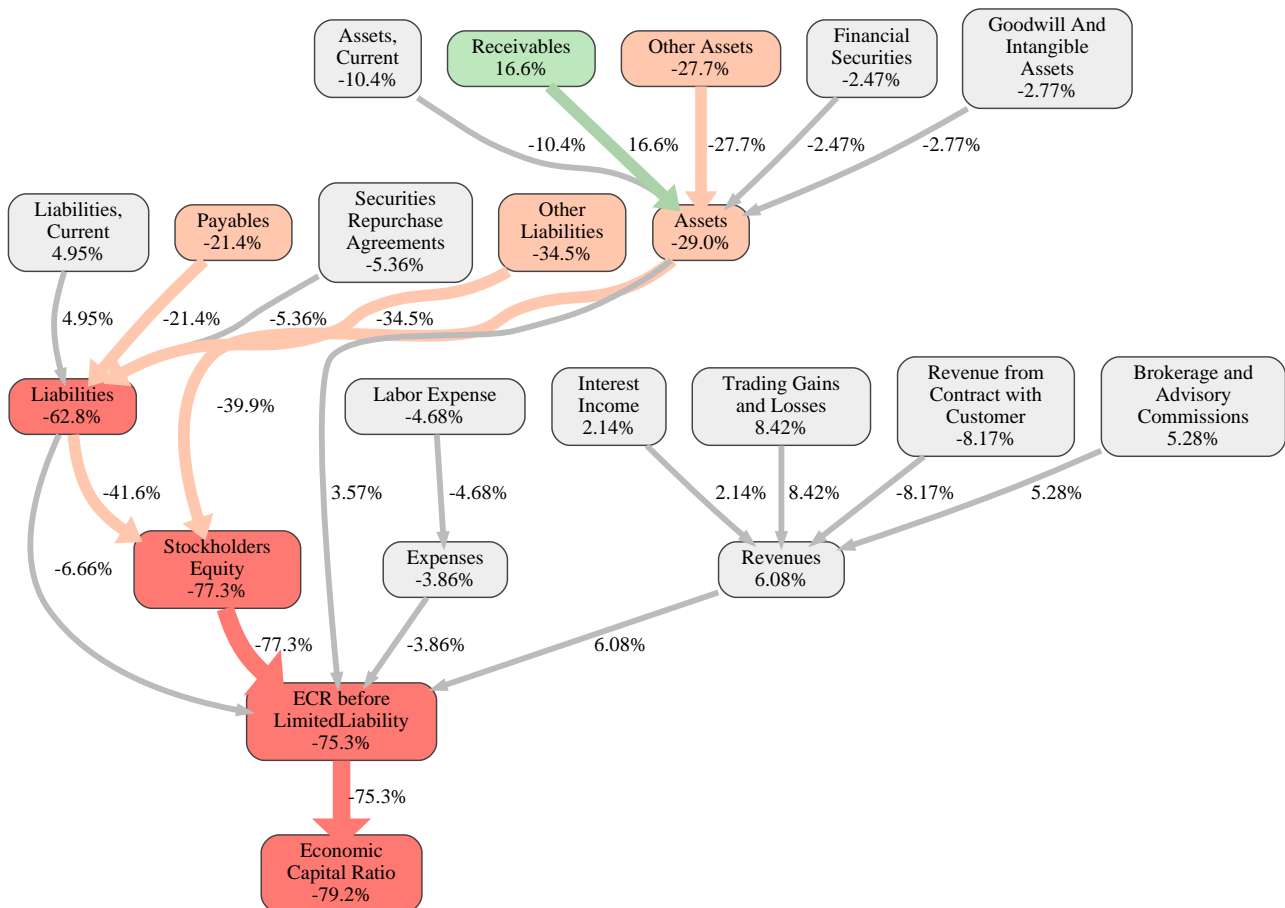 Assets,
Current
-10.4%
Receivables
16.6%
Other Assets
-27.7%
Financial
Securities
-2.47%
Goodwill And
Intangible
Assets
-2.77%
-10.4%
16.6%
-27.7%
-2.47%
-2.77%
Liabilities,
Current
4.95%
Payables
-21.4%
Securities
Repurchase
Agreements
-5.36%
Other
Liabilities
-34.5%
Assets
-29.0%
4.95%
-21.4%
-5.36%
-34.5%
Liabilities
-62.8%
-39.9%
Labor Expense
-4.68%
Interest
Income
2.14%
Trading Gains
and Losses
8.42%
Revenue from
Contract with
Customer
-8.17%
Brokerage and
Advisory
Commissions
5.28%
-41.6%
3.57%
-4.68%
2.14%
8.42%
-8.17%
5.28%
-6.66%
Stockholders
Equity
-77.3%
Expenses
-3.86%
Revenues
6.08%
-77.3%
-3.86%
6.08%
ECR before
LimitedLiability
-75.3%
-75.3%
Economic
Capital Ratio
-79.2%